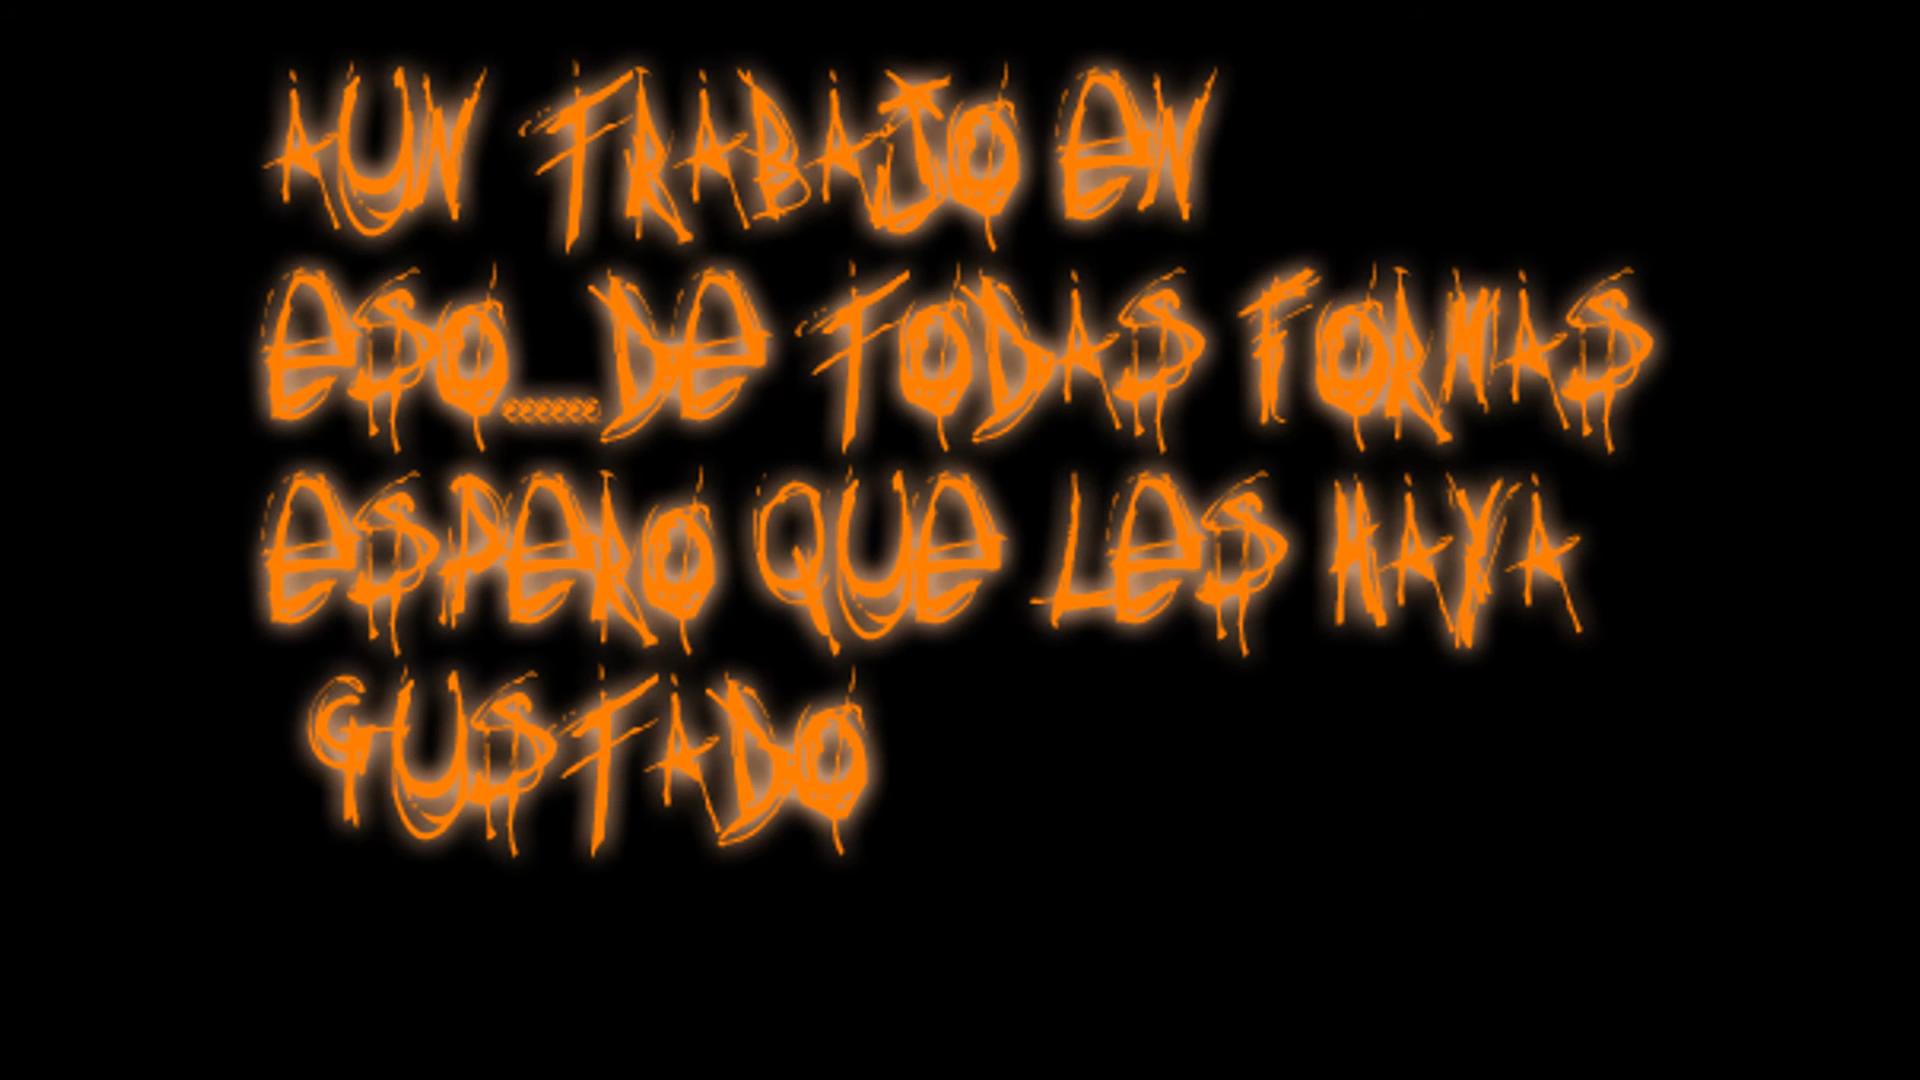 AUN TRABAJO EN
ESO......DE TODAS FORMAS
ESPERO QUE LES HAYA
GUSTADO